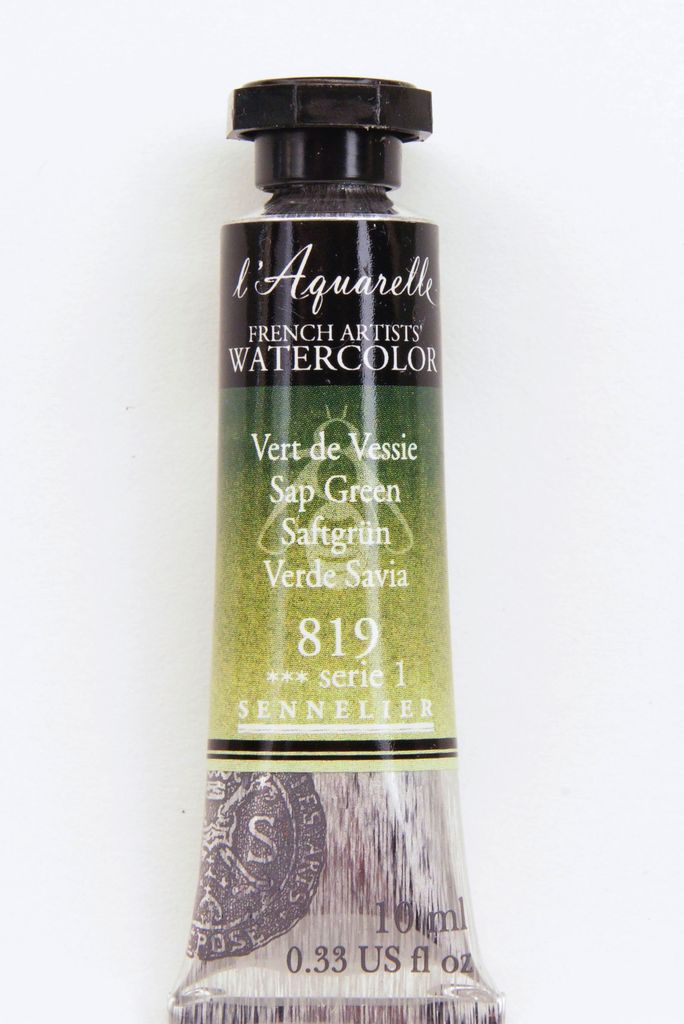 l'Aquarelle
FRENCH ARTISTS'
WATERCOLOR
Vert de Vessie
Sap Green
Saftgrün
Verde Savia
819
*** serie 1
SENNELIER
ARTS
S
10 ml
0.33 US fl oz